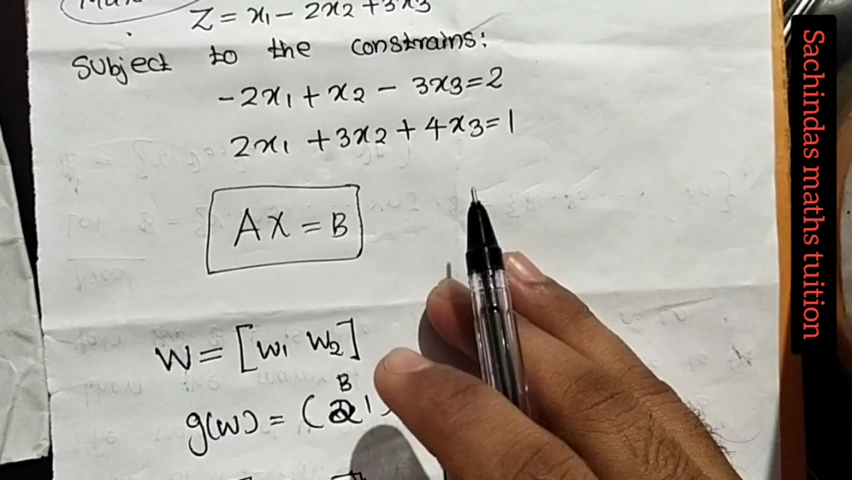 Max
Z = x1 - 2x2 + 3x3
Subject to the constrains:
-2x1 + x2 - 3x3 = 2
2x1 + 3x2 + 4x3 = 1
AX = B
W = [w1 w2]
B
g(w) = (2 1)
Sachindas maths tuition